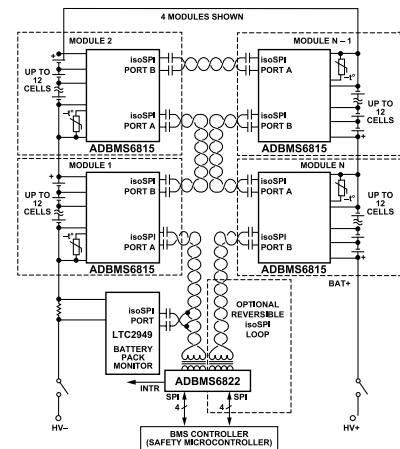 4 MODULES SHOWN
MODULE 2
isoSPI
PORT B
UP TO
12
CELLS
–t°
isoSPI
PORT A
ADBMS6815
MODULE N – 1
isoSPI
PORT A
–t°
UP TO
12
CELLS
isoSPI
PORT B
+
ADBMS6815
MODULE 1
+
isoSPI
PORT B
UP TO
12
CELLS
–t°
isoSPI
PORT A
ADBMS6815
MODULE N
isoSPI
PORT A
–t°
UP TO
12
CELLS
isoSPI
PORT B
+
ADBMS6815
BAT+
isoSPI
PORT
LTC2949
BATTERY
PACK
MONITOR
OPTIONAL
REVERSIBLE
isoSPI
LOOP
INTR
ADBMS6822
SPI
4
SPI
4
HV–
HV+
BMS CONTROLLER
(SAFETY MICROCONTROLLER)